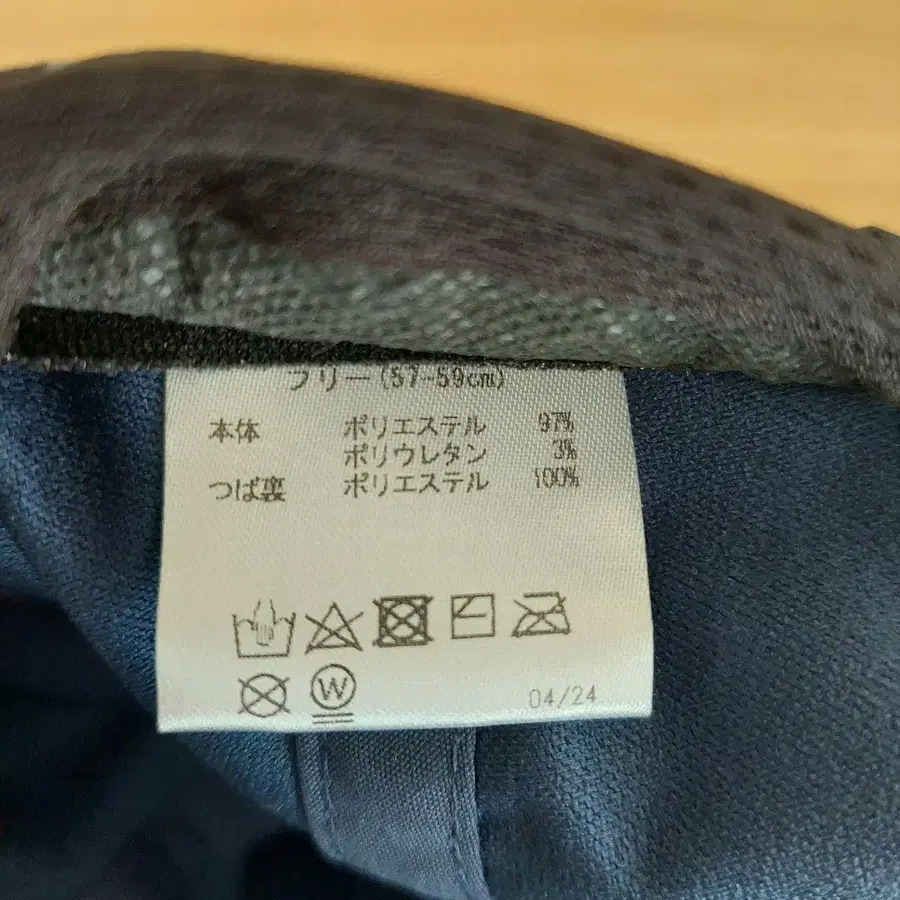 フリー(57-59cm)
本体 ポリエステル 97%
ポリウレタン 3%
つば裏 ポリエステル 100%
W
04/24